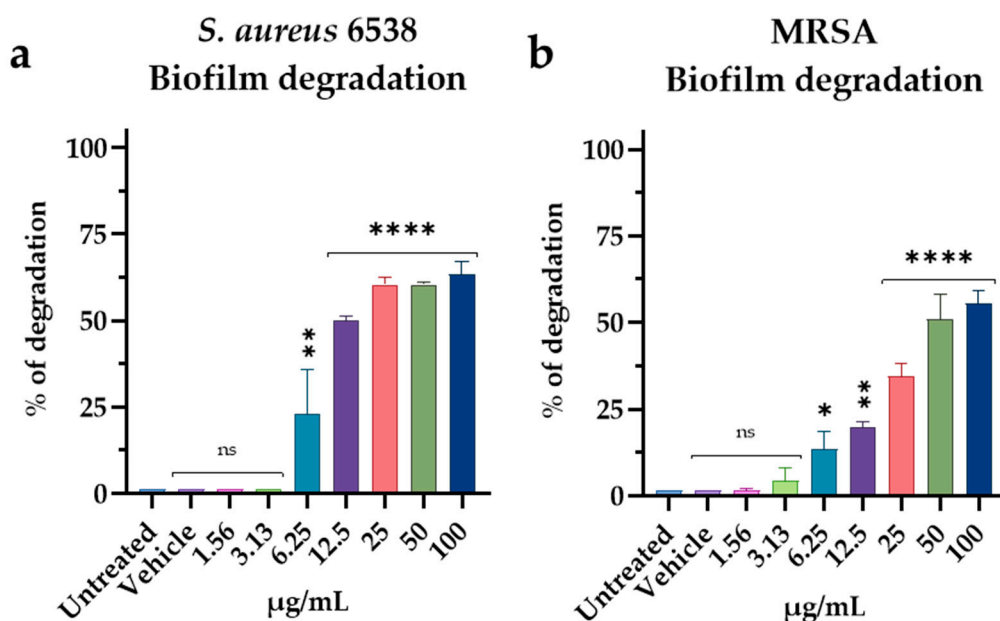 a
S. aureus 6538
Biofilm degradation
% of degradation
100
75
50
25
0
ns
**
****
Untreated
Vehicle
1.56
3.13
6.25
12.5
25
50
100
µg/mL
b
MRSA
Biofilm degradation
% of degradation
100
75
50
25
0
ns
*
**
****
Untreated
Vehicle
1.56
3.13
6.25
12.5
25
50
100
µg/mL